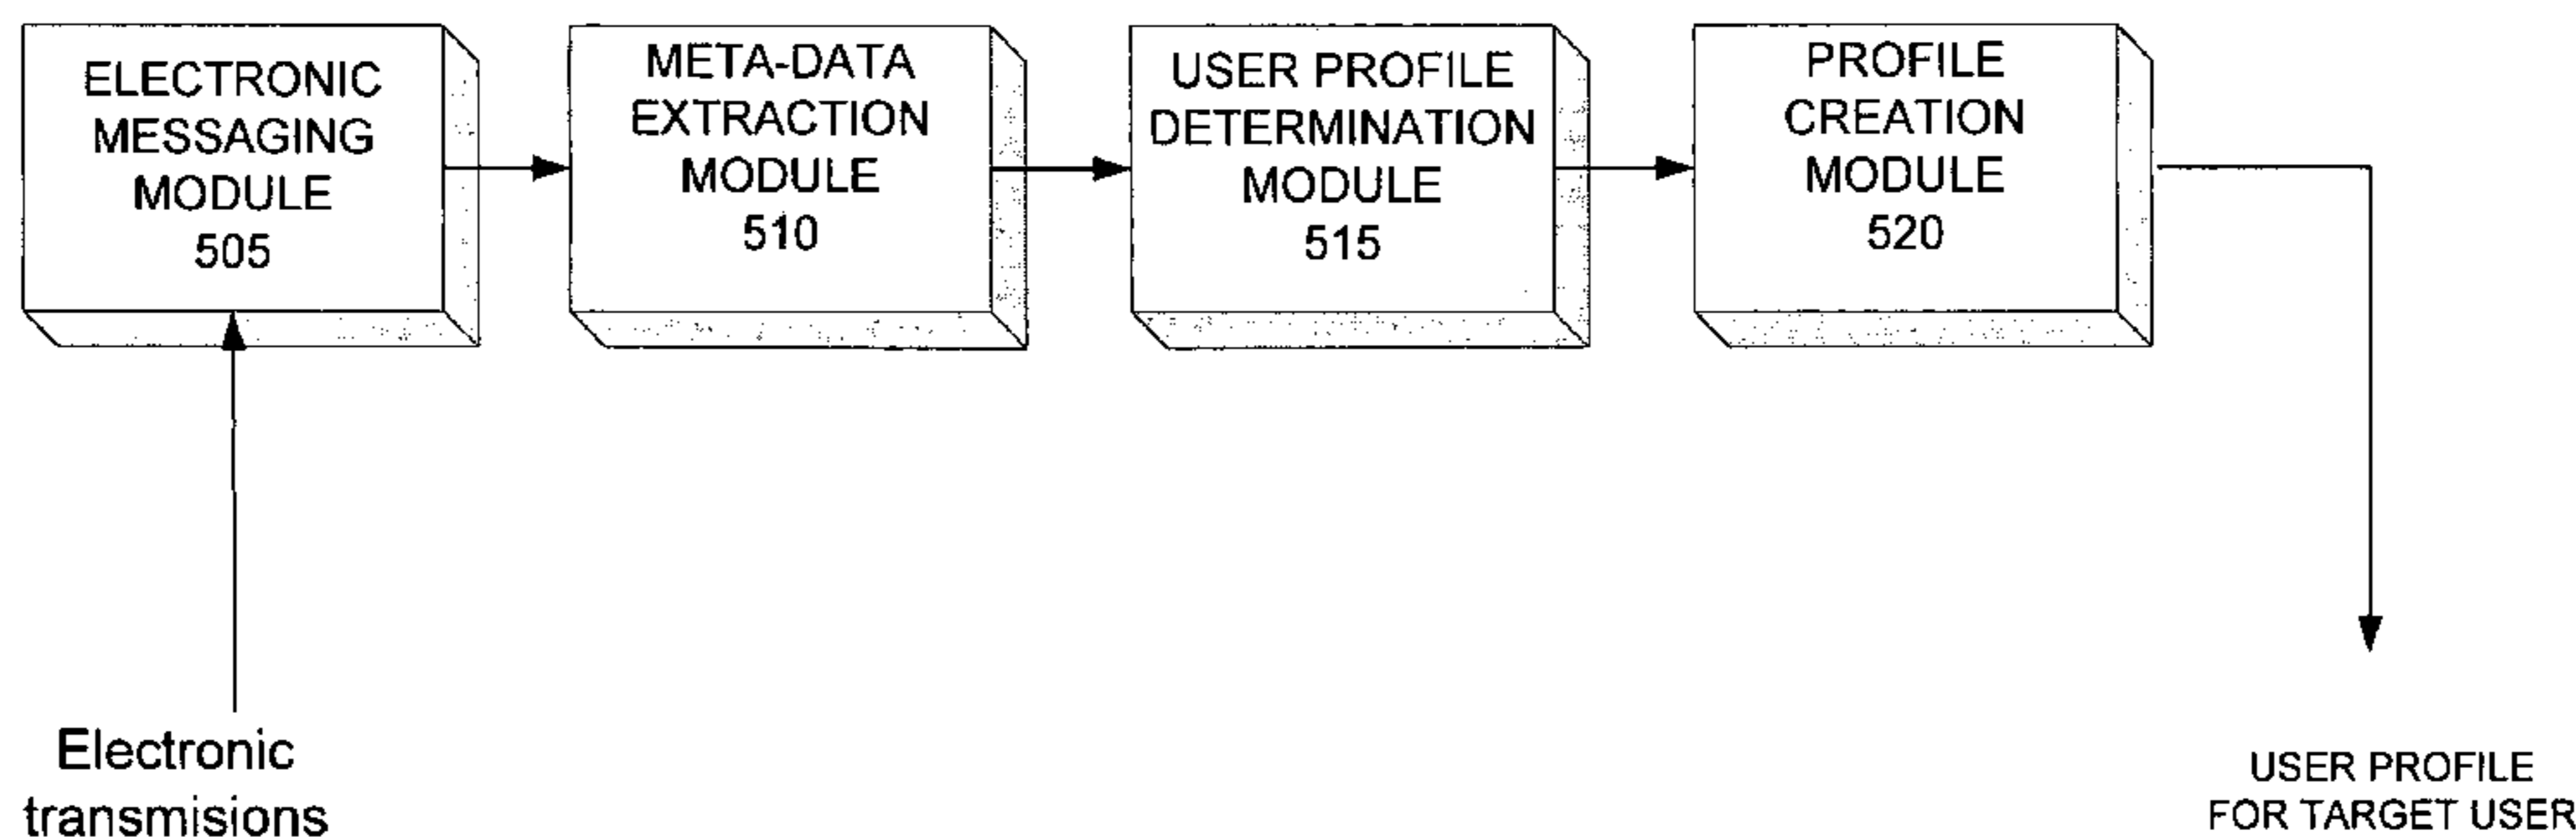 ELECTRONIC
MESSAGING
MODULE
505
META-DATA
EXTRACTION
MODULE
510
USER PROFILE
DETERMINATION
MODULE
515
PROFILE
CREATION
MODULE
520
Electronic
transmisions
USER PROFILE
FOR TARGET USER